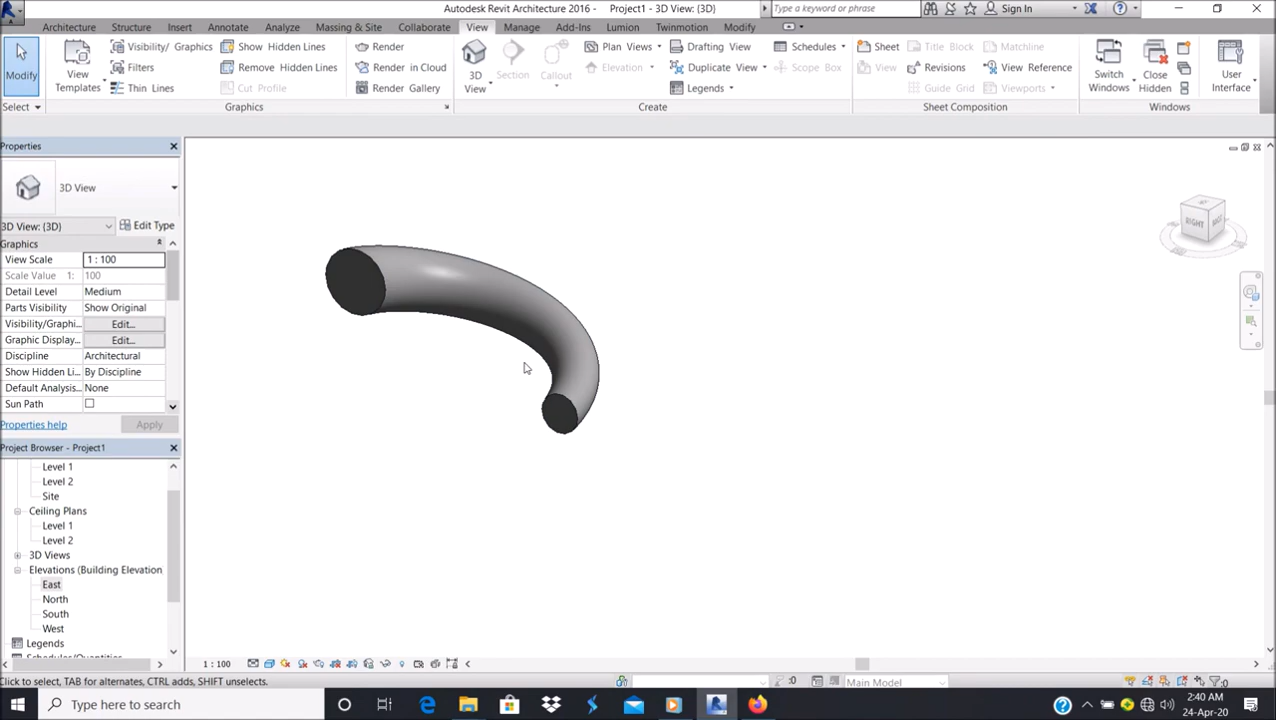 Autodesk Revit Architecture 2016 - Project1 - 3D View: {3D}
Type a keyword or phrase
Sign In
Architecture Structure Insert Annotate Analyze Massing & Site Collaborate View Manage Add-Ins Lumion Twinmotion Modify
Modify
View Templates
Visibility/ Graphics
Filters
Thin Lines
Show Hidden Lines
Remove Hidden Lines
Cut Profile
Render
Render in Cloud
Render Gallery
3D View
Section
Callout
Plan Views
Elevation
Drafting View
Duplicate View
Legends
Schedules
Scope Box
Sheet
View
Title Block
Revisions
Guide Grid
Matchline
View Reference
Viewports
Switch Windows
Close Hidden
User Interface
Select
Graphics
Create
Sheet Composition
Windows
Properties
3D View
3D View: {3D}
Edit Type
Graphics
View Scale 1 : 100
Scale Value 1: 100
Detail Level Medium
Parts Visibility Show Original
Visibility/Graphi... Edit...
Graphic Display... Edit...
Discipline Architectural
Show Hidden Li... By Discipline
Default Analysis... None
Sun Path
Properties help
Apply
Project Browser - Project1
Level 1
Level 2
Site
Ceiling Plans
Level 1
Level 2
3D Views
Elevations (Building Elevation
East
North
South
West
Legends
Schedules/Quantities
RIGHT
1 : 100
Click to select, TAB for alternates, CTRL adds, SHIFT unselects.
:0
Main Model
:0
Type here to search
2:40 AM
24-Apr-20